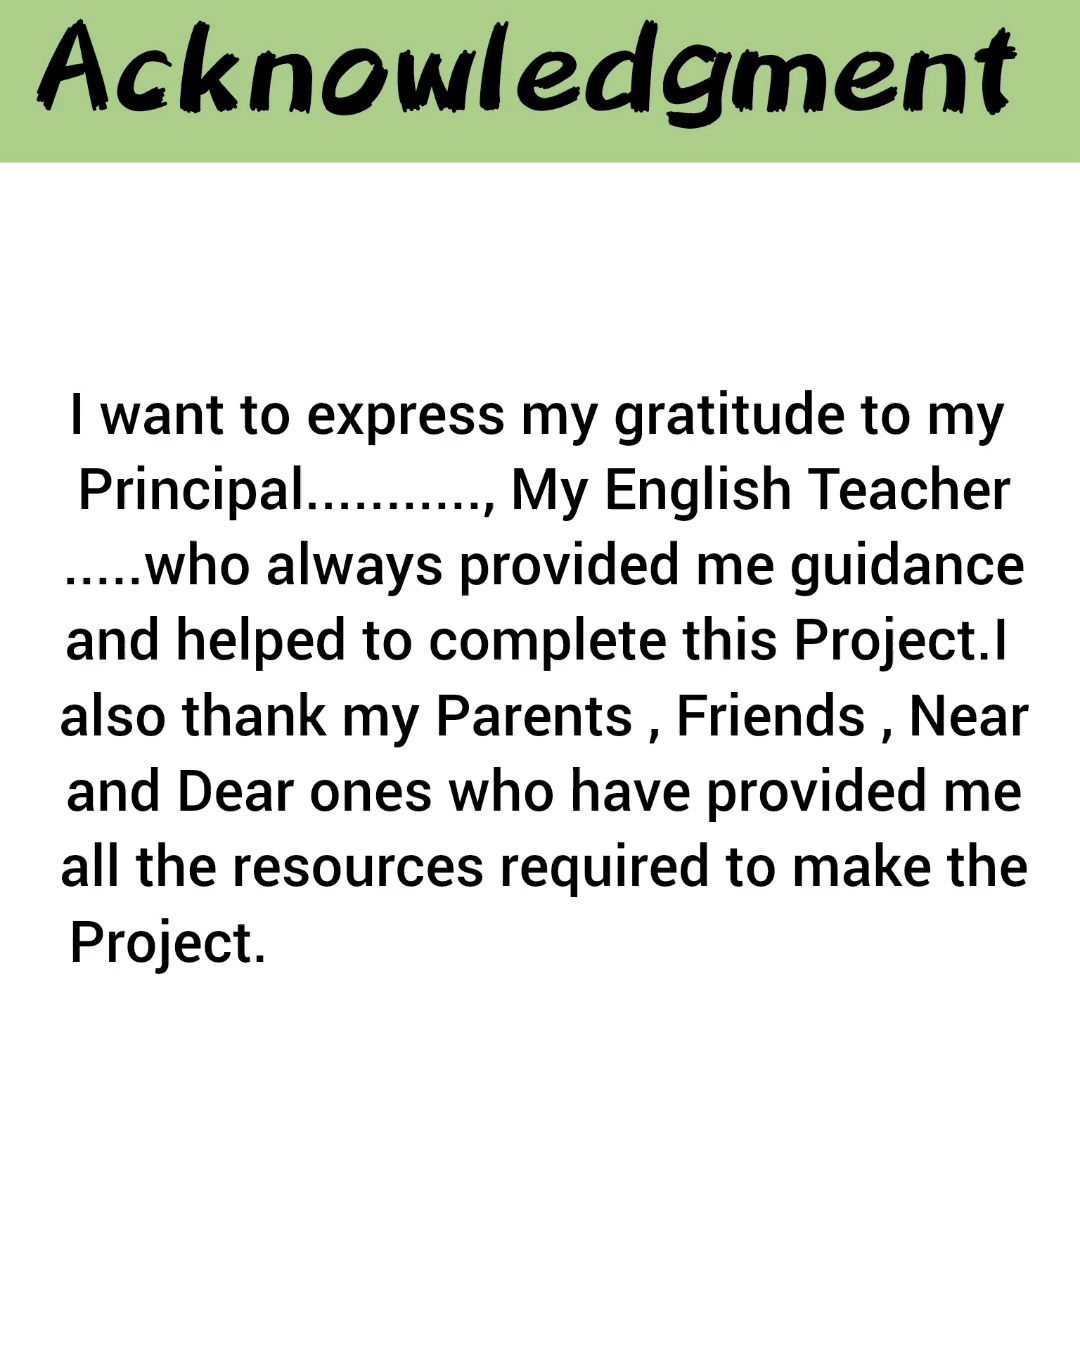 Acknowledgment
I want to express my gratitude to my
Principal..........., My English Teacher
.....who always provided me guidance
and helped to complete this Project.I
also thank my Parents , Friends , Near
and Dear ones who have provided me
all the resources required to make the
Project.